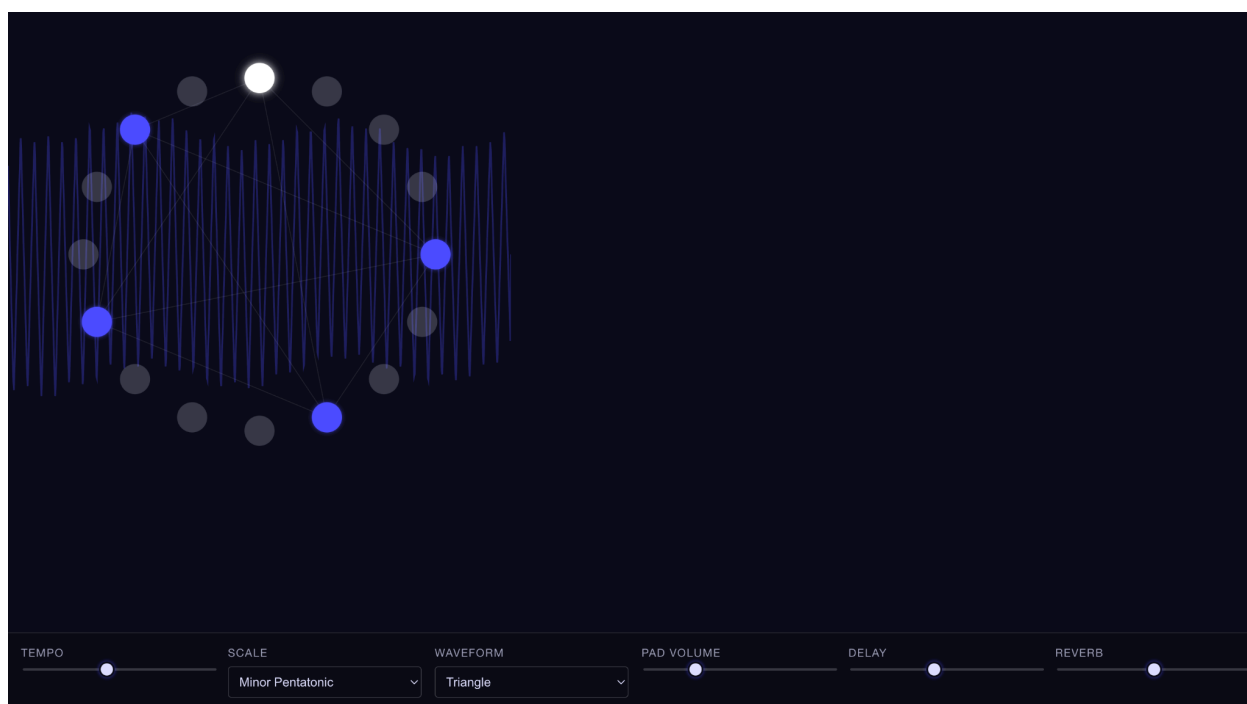 TEMPO
SCALE
WAVEFORM
PAD VOLUME
DELAY
REVERB
Minor Pentatonic
Triangle